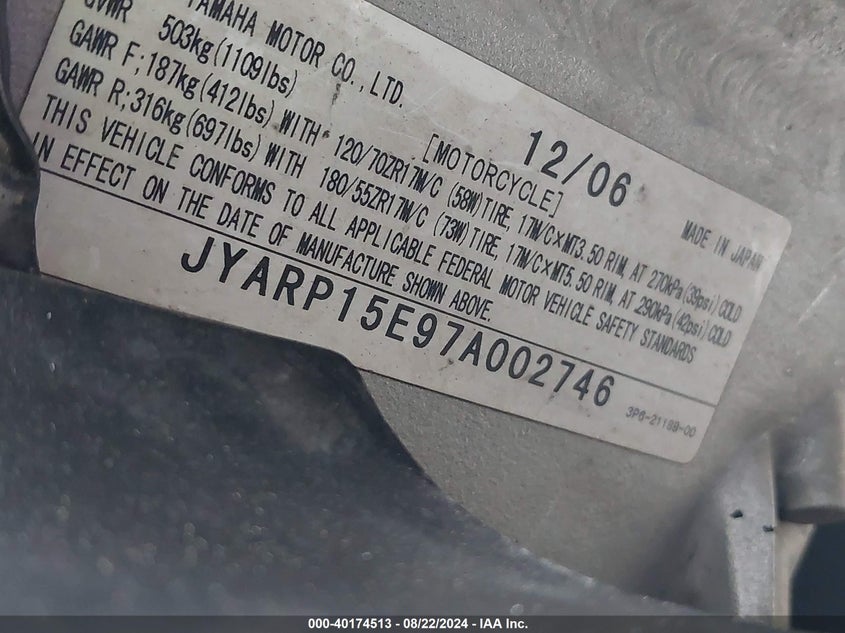 YAMAHA MOTOR CO., LTD.
12/06
GVWR 503kg(1109lbs)
[MOTORCYCLE]
MADE IN JAPAN
GAWR F;187kg(412lbs) WITH 120/70ZR17M/C (58W)TIRE, 17M/C×MT3.50 RIM, AT 270kPa(39psi) COLD
GAWR R;316kg(697lbs) WITH 180/55ZR17M/C (73W)TIRE, 17M/C×MT5.50 RIM, AT 290kPa(42psi) COLD
THIS VEHICLE CONFORMS TO ALL APPLICABLE FEDERAL MOTOR VEHICLE SAFETY STANDARDS
IN EFFECT ON THE DATE OF MANUFACTURE SHOWN ABOVE.
JYARP15E97A002746
3P6-21199-00
000-40174513 - 08/22/2024 - IAA Inc.